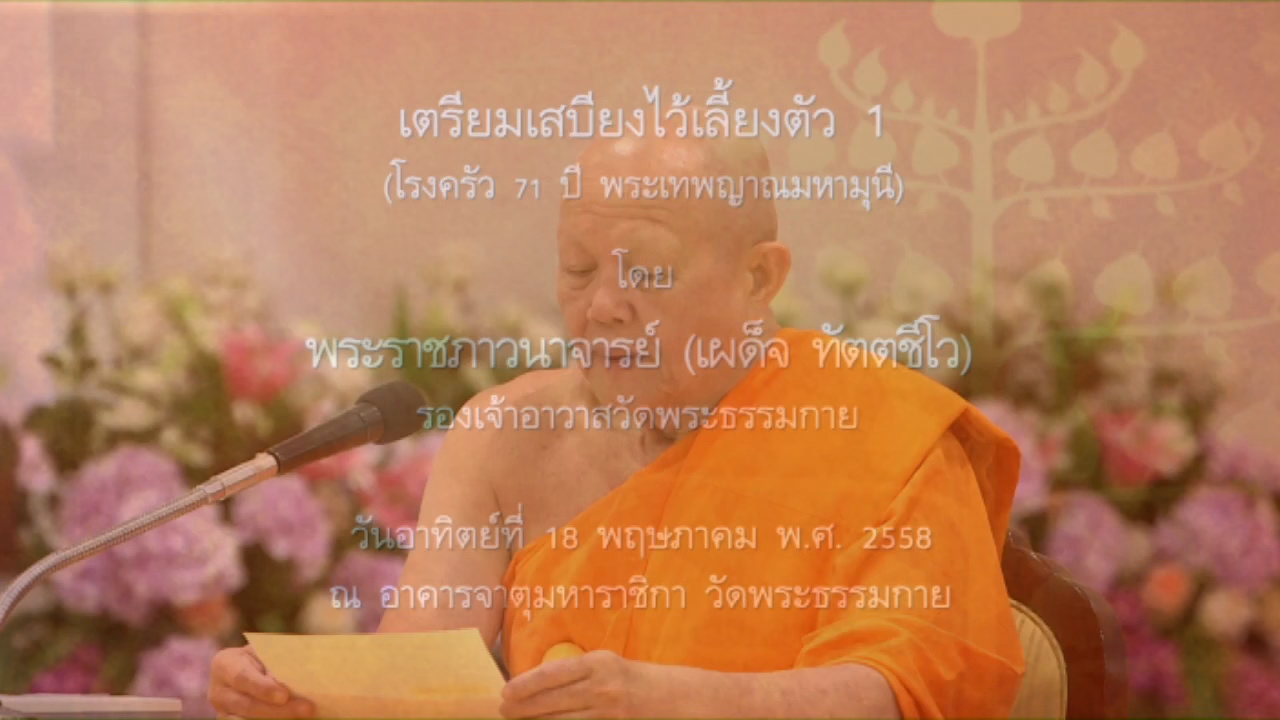 เตรียมเสบียงไว้เลี้ยงตัว 1
(โรงครัว 71 ปี พระเทพญาณมหามุนี)
โดย
พระราชภาวนาจารย์ (เผด็จ ทัตตชีโว)
รองเจ้าอาวาสวัดพระธรรมกาย
วันอาทิตย์ที่ 18 พฤษภาคม พ.ศ. 2558
ณ อาคารจาตุมหาราชิกา วัดพระธรรมกาย